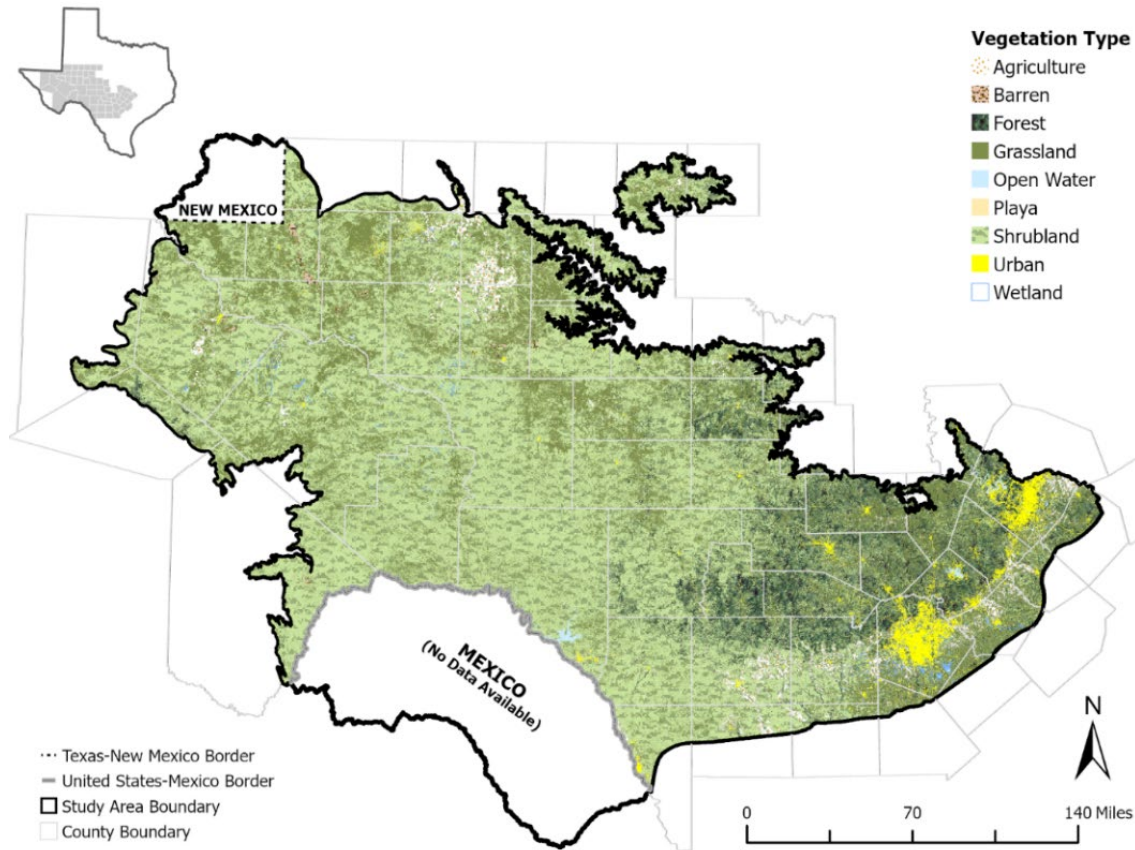 Vegetation Type
Agriculture
Barren
Forest
Grassland
Open Water
Playa
Shrubland
Urban
Wetland
NEW MEXICO
MEXICO
(No Data Available)
N
Texas-New Mexico Border
United States-Mexico Border
Study Area Boundary
County Boundary
0 70 140 Miles